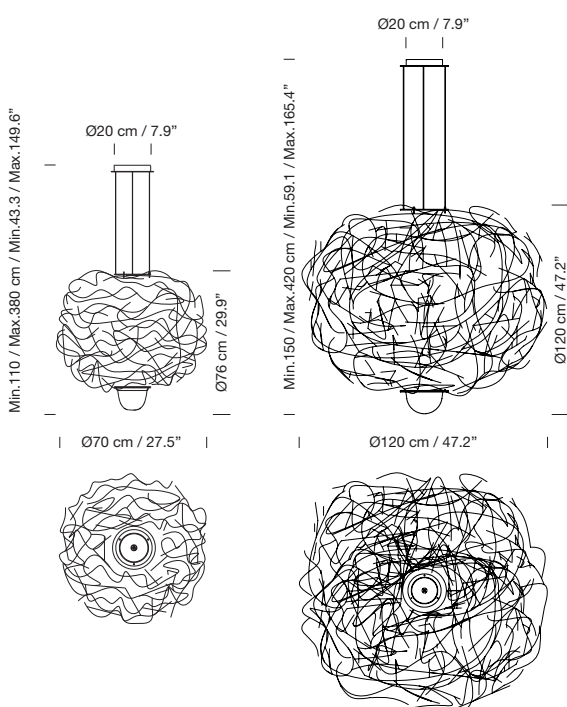 Ø20 cm / 7.9”
Min.110 / Max.380 cm / Min.43.3 / Max.149.6”
Ø76 cm / 29.9”
Ø70 cm / 27.5”
Ø20 cm / 7.9”
Min.150 / Max.420 cm / Min.59.1 / Max.165.4”
Ø120 cm / 47.2”
Ø120 cm / 47.2”